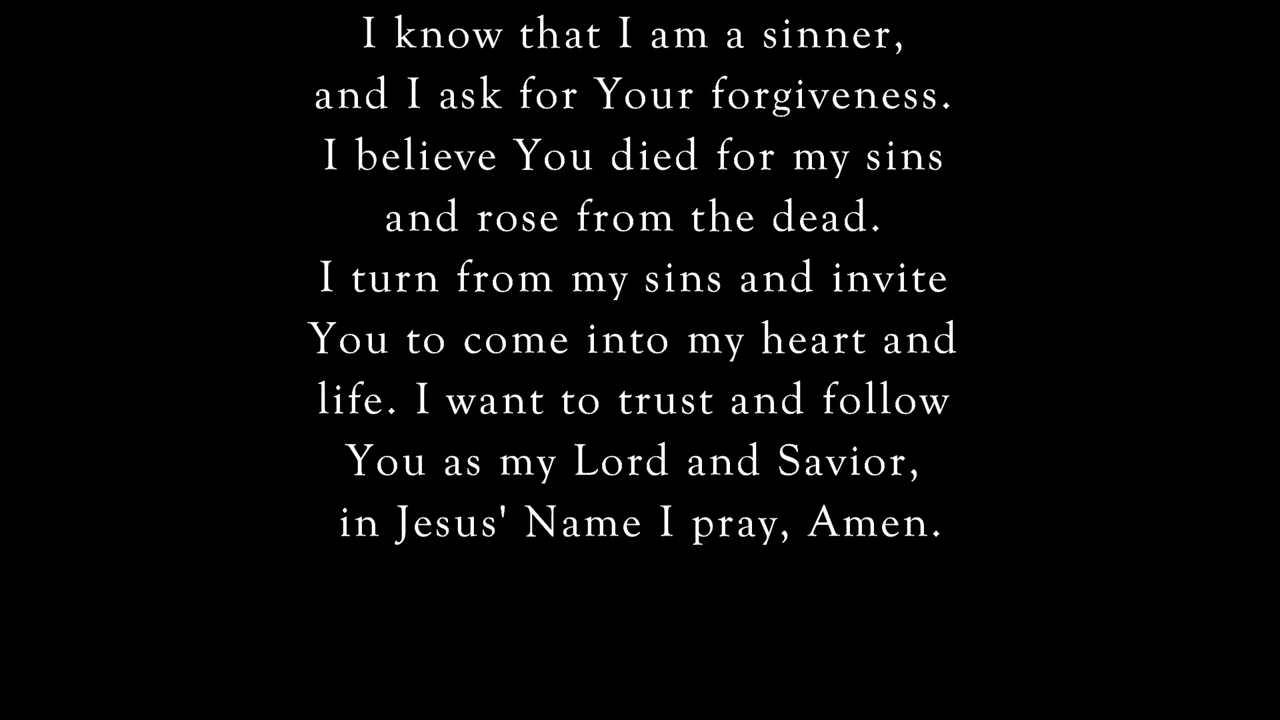 I know that I am a sinner,
and I ask for Your forgiveness.
I believe You died for my sins
and rose from the dead.
I turn from my sins and invite
You to come into my heart and
life. I want to trust and follow
You as my Lord and Savior,
in Jesus' Name I pray, Amen.